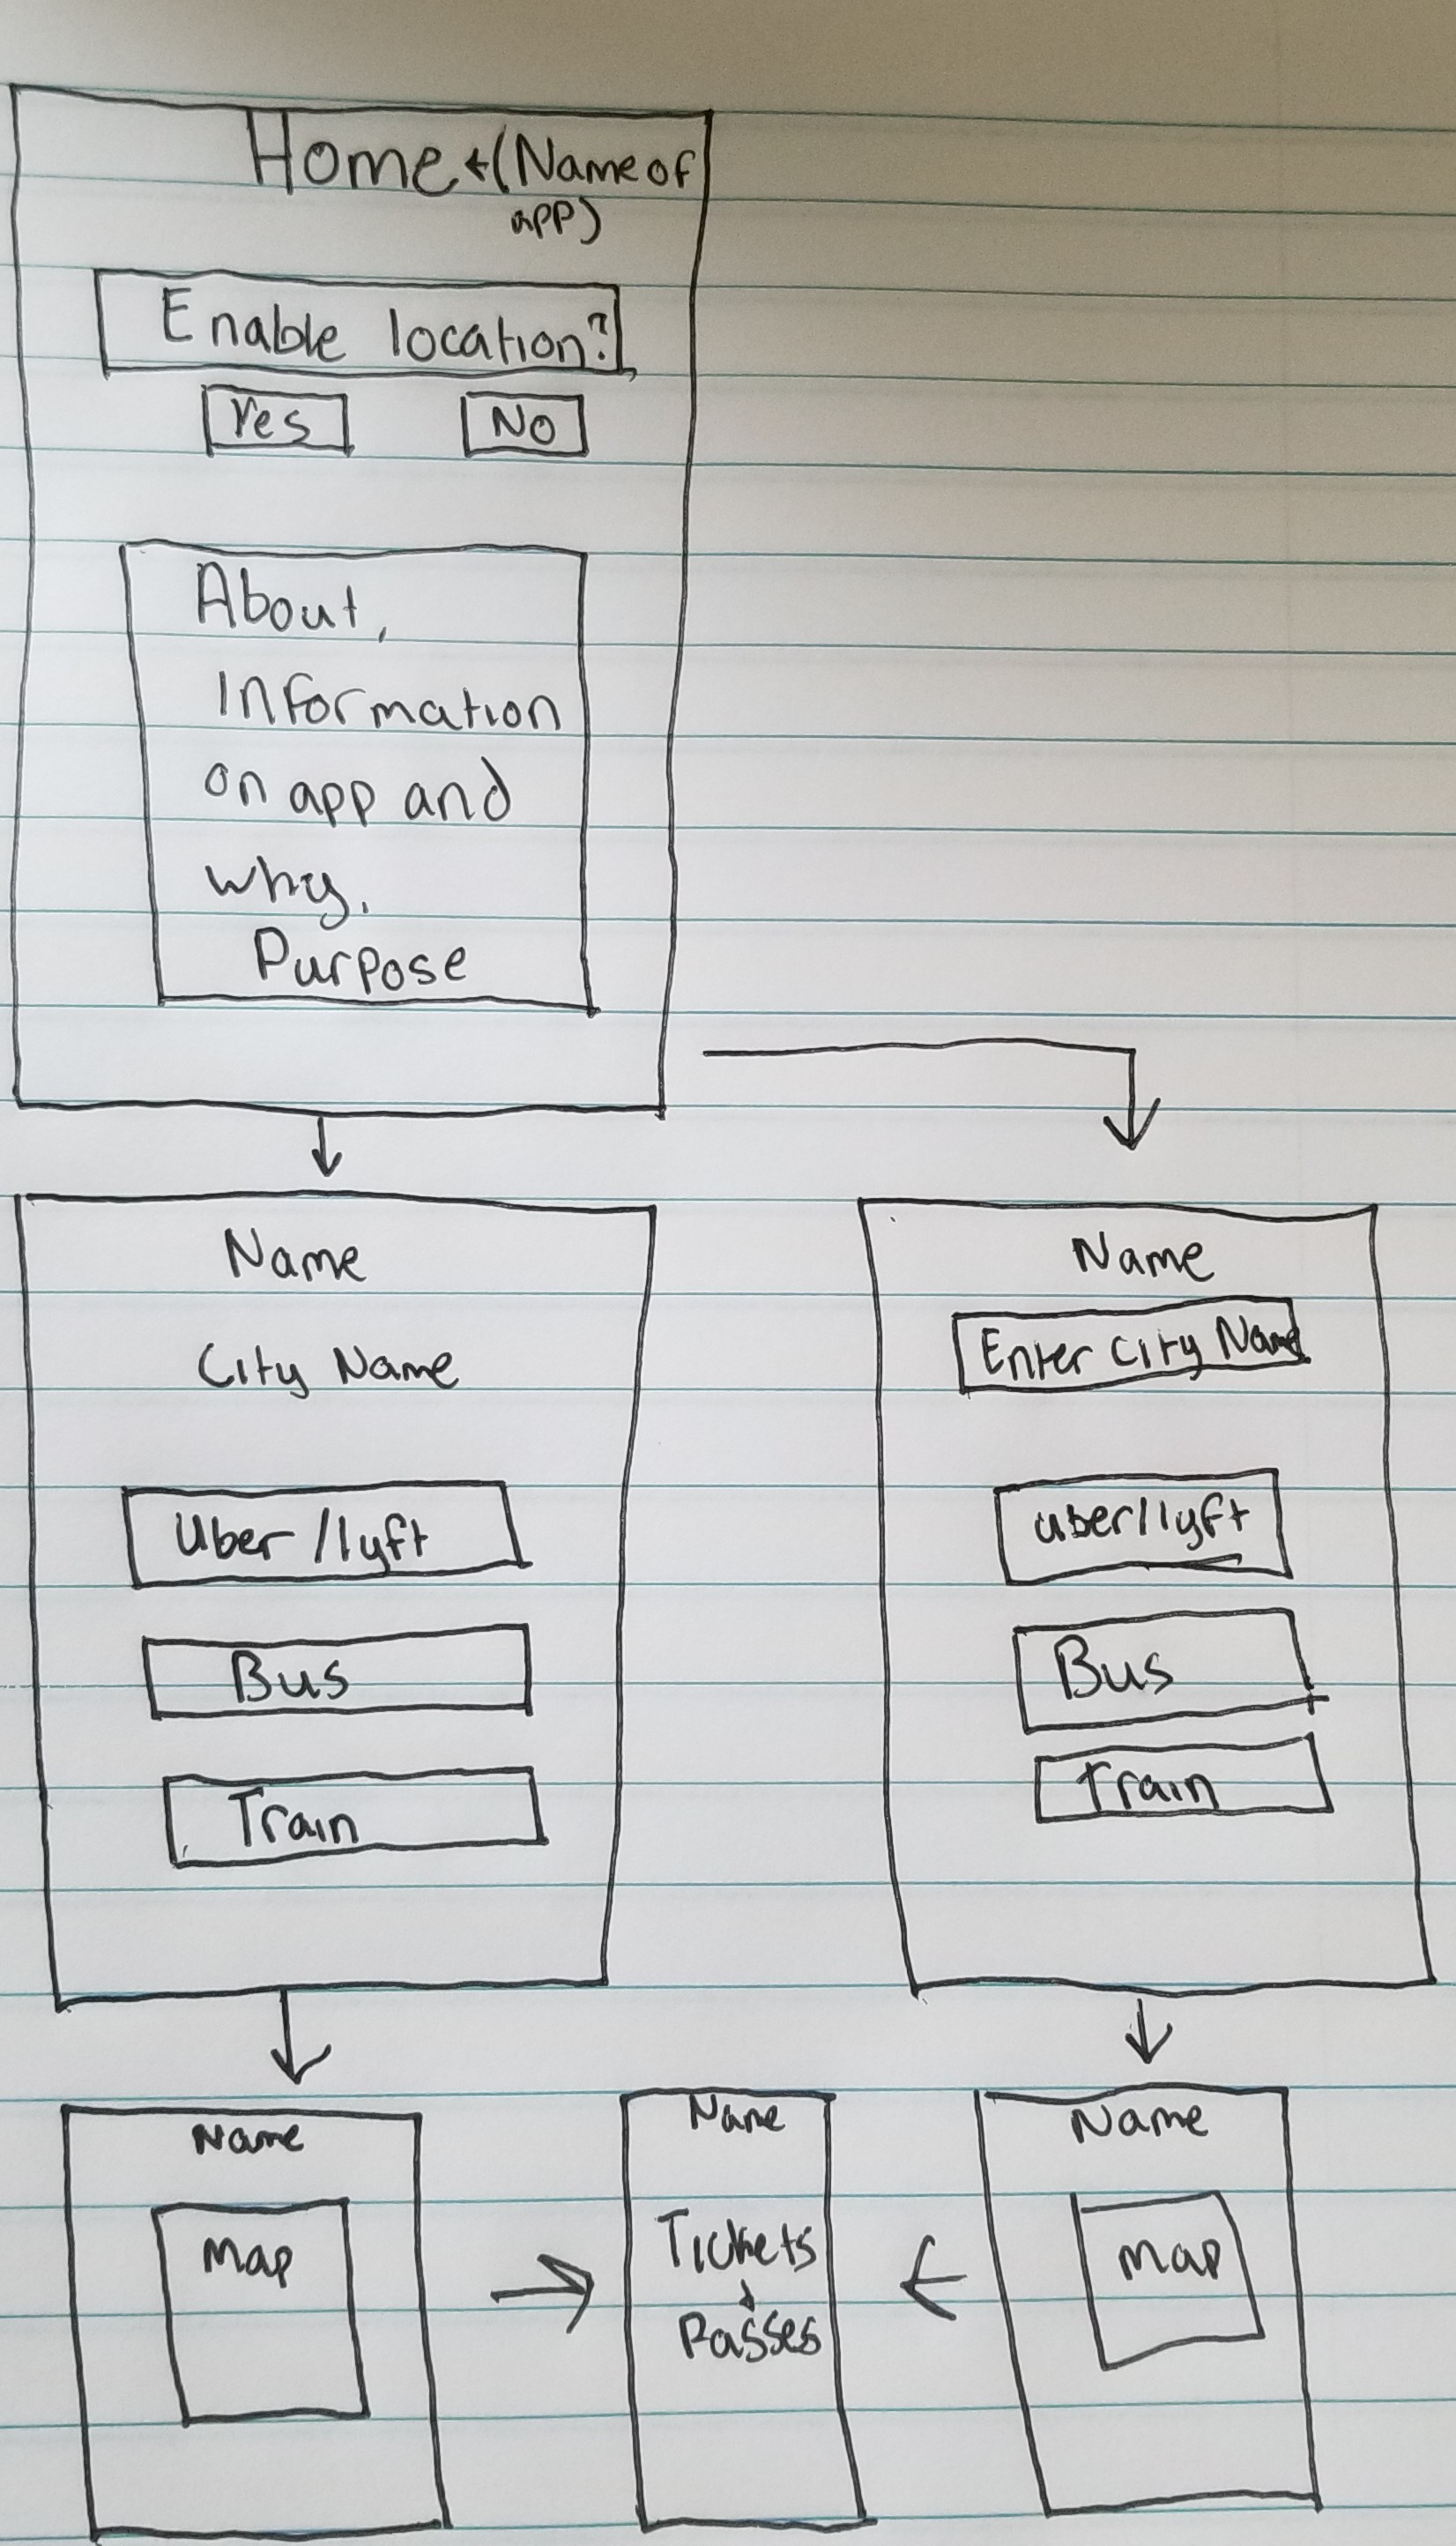 Home ←(Name of
app)
Enable location?
Yes No
About,
Information
on app and
why.
Purpose
Name
City Name
Uber/lyft
Bus
Train
Name
Enter City Name
uber/lyft
Bus
train
Name
Map
Name
Tickets
&
Passes
Name
Map